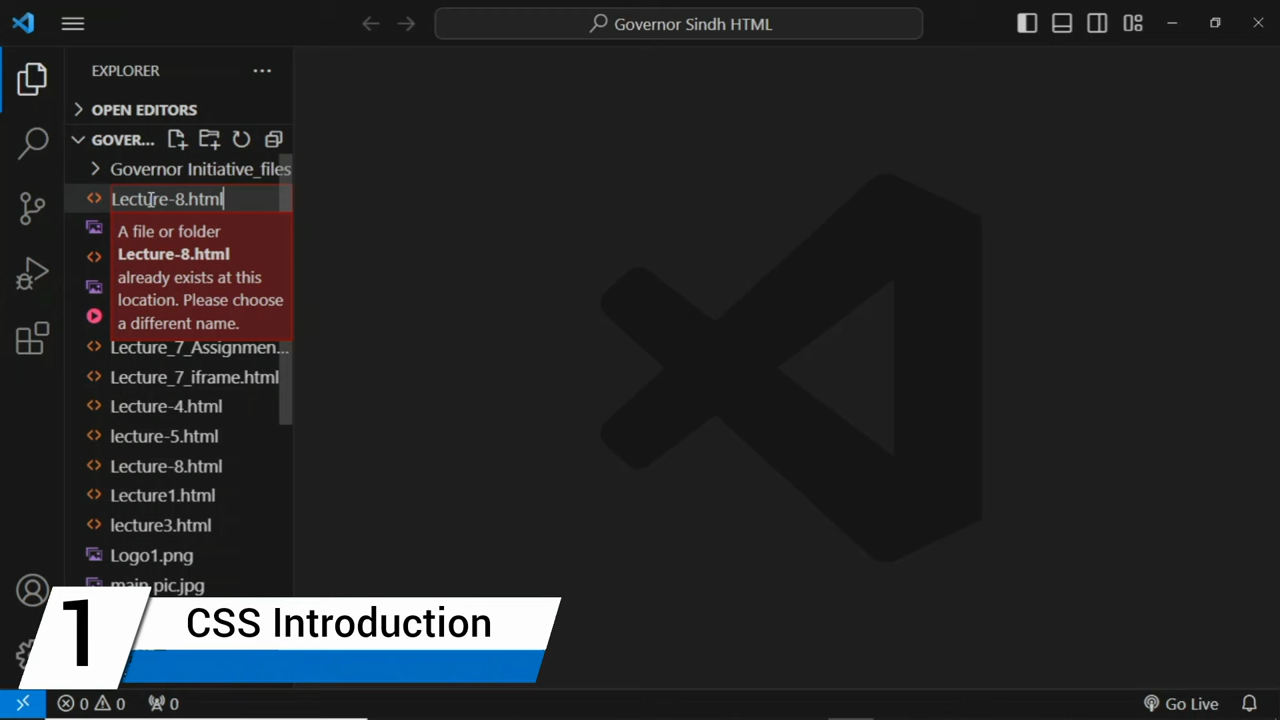 Governor Sindh HTML
EXPLORER
OPEN EDITORS
GOVER...
Governor Initiative_files
Lecture-8.html
A file or folder
Lecture-8.html
already exists at this
location. Please choose
a different name.
Lecture_7_Assignmen...
Lecture_7_iframe.html
Lecture-4.html
lecture-5.html
Lecture-8.html
Lecture1.html
lecture3.html
Logo1.png
main pic.jpg
1
CSS Introduction
0 0 0
Go Live